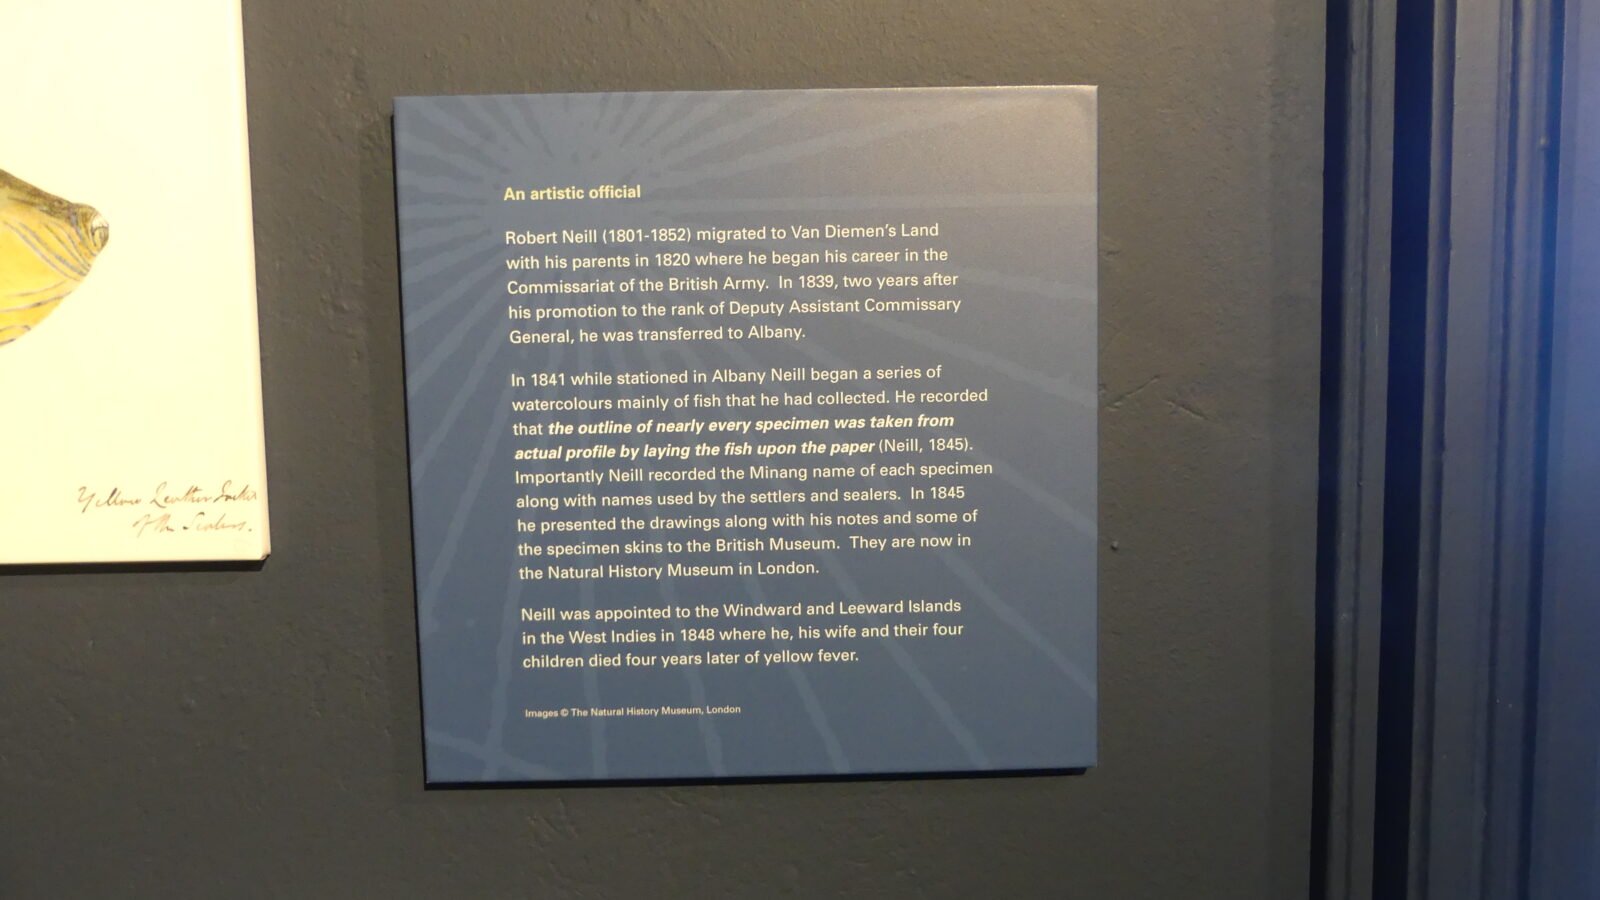 An artistic official
Robert Neill (1801-1852) migrated to Van Diemen's Land
with his parents in 1820 where he began his career in the
Commissariat of the British Army.  In 1839, two years after
his promotion to the rank of Deputy Assistant Commissary
General, he was transferred to Albany.
In 1841 while stationed in Albany Neill began a series of
watercolours mainly of fish that he had collected. He recorded
that the outline of nearly every specimen was taken from
actual profile by laying the fish upon the paper (Neill, 1845).
Importantly Neill recorded the Minang name of each specimen
along with names used by the settlers and sealers.  In 1845
he presented the drawings along with his notes and some of
the specimen skins to the British Museum.  They are now in
the Natural History Museum in London.
Neill was appointed to the Windward and Leeward Islands
in the West Indies in 1848 where he, his wife and their four
children died four years later of yellow fever.
Images © The Natural History Museum, London
Yellow Leather Jacket
of the Sealers.